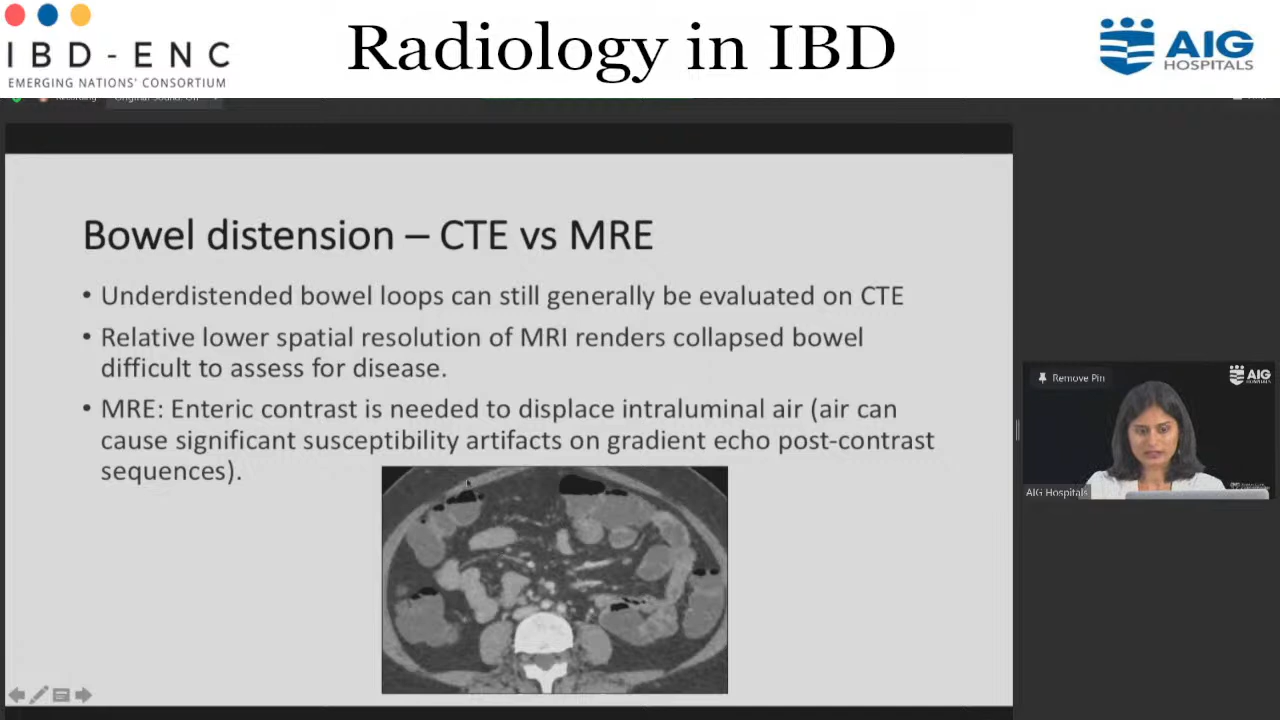 IBD-ENC
EMERGING NATIONS' CONSORTIUM
Radiology in IBD
AIG
HOSPITALS
Bowel distension – CTE vs MRE
• Underdistended bowel loops can still generally be evaluated on CTE
• Relative lower spatial resolution of MRI renders collapsed bowel
difficult to assess for disease.
• MRE: Enteric contrast is needed to displace intraluminal air (air can
cause significant susceptibility artifacts on gradient echo post-contrast
sequences).
Remove Pin
AIG
HOSPITALS
AIG Hospitals